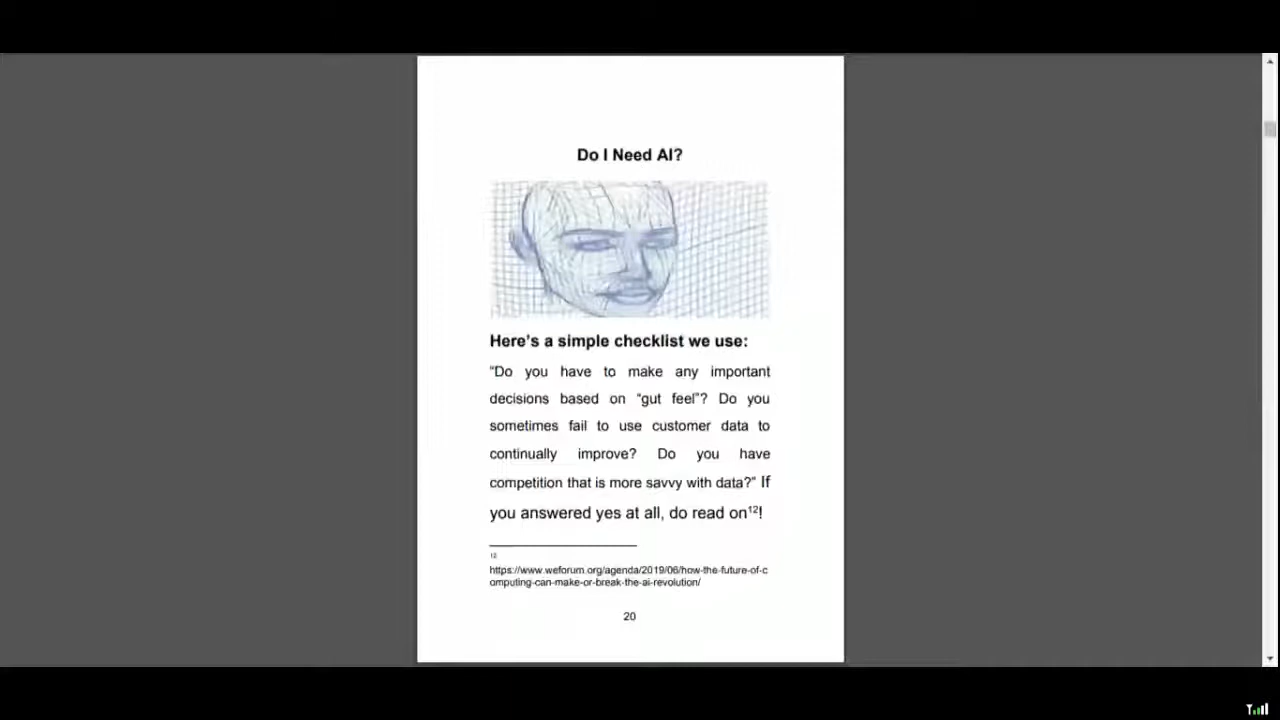 Do I Need AI?
Here's a simple checklist we use:
"Do you have to make any important
decisions based on "gut feel"? Do you
sometimes fail to use customer data to
continually improve? Do you have
competition that is more savvy with data?" If
you answered yes at all, do read on¹²!
12
https://www.weforum.org/agenda/2019/06/how-the-future-of-c
omputing-can-make-or-break-the-ai-revolution/
20